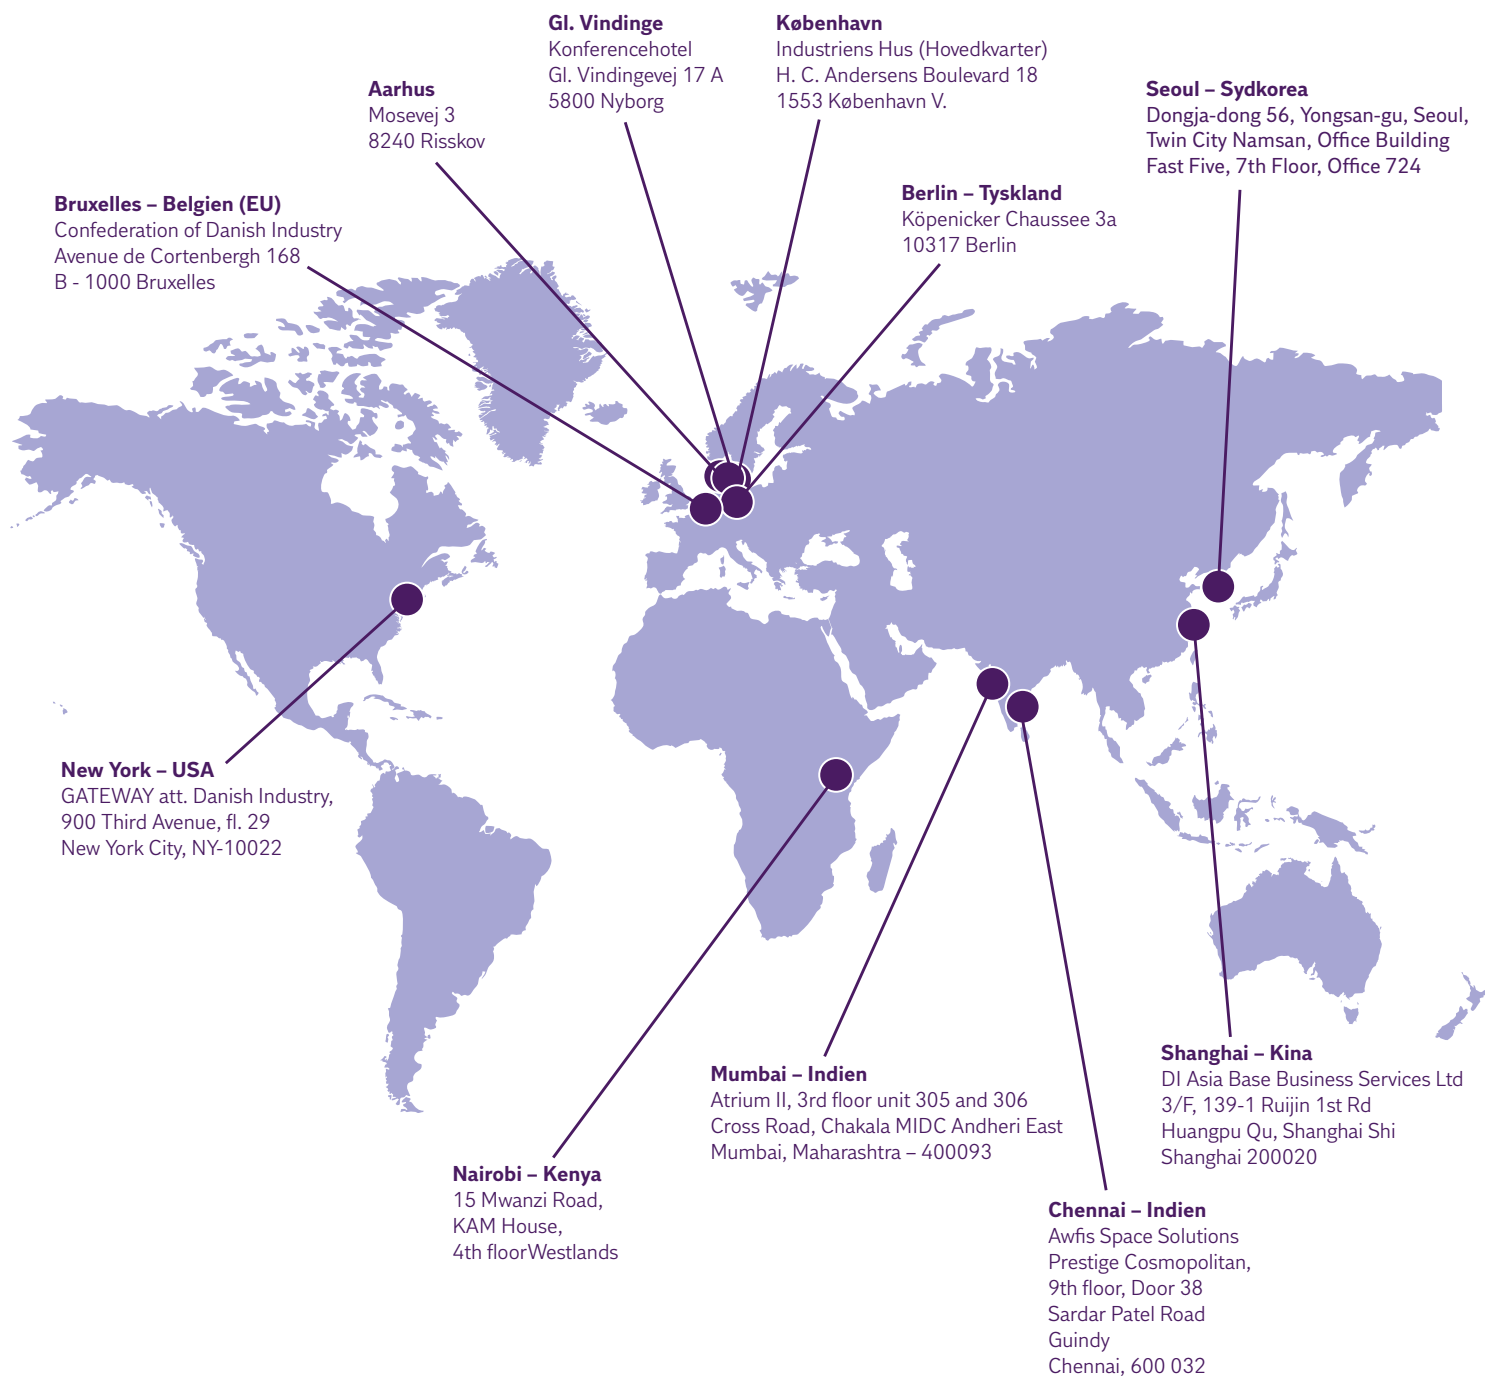 Gl. Vindinge
Konferencehotel
Gl. Vindingevej 17 A
5800 Nyborg
København
Industriens Hus (Hovedkvarter)
H. C. Andersens Boulevard 18
1553 København V.
Aarhus
Mosevej 3
8240 Risskov
Seoul – Sydkorea
Dongja-dong 56, Yongsan-gu, Seoul,
Twin City Namsan, Office Building
Fast Five, 7th Floor, Office 724
Bruxelles – Belgien (EU)
Confederation of Danish Industry
Avenue de Cortenbergh 168
B - 1000 Bruxelles
Berlin – Tyskland
Köpenicker Chaussee 3a
10317 Berlin
New York – USA
GATEWAY att. Danish Industry,
900 Third Avenue, fl. 29
New York City, NY-10022
Shanghai – Kina
DI Asia Base Business Services Ltd
3/F, 139-1 Ruijin 1st Rd
Huangpu Qu, Shanghai Shi
Shanghai 200020
Mumbai – Indien
Atrium II, 3rd floor unit 305 and 306
Cross Road, Chakala MIDC Andheri East
Mumbai, Maharashtra – 400093
Nairobi – Kenya
15 Mwanzi Road,
KAM House,
4th floorWestlands
Chennai – Indien
Awfis Space Solutions
Prestige Cosmopolitan,
9th floor, Door 38
Sardar Patel Road
Guindy
Chennai, 600 032